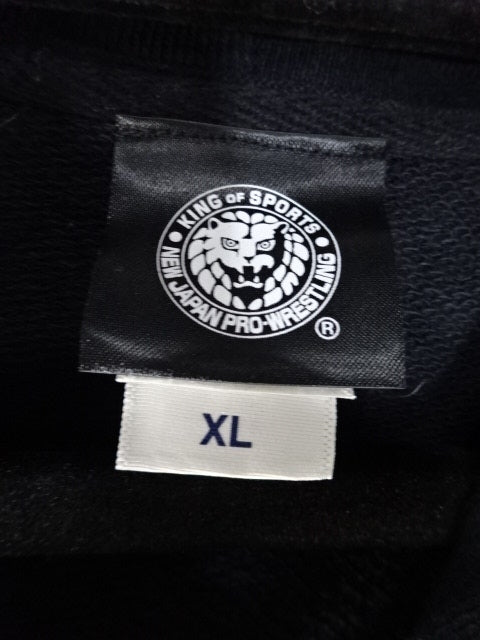 KING OF SPORTS
NEW JAPAN PRO-WRESTLING
®
XL